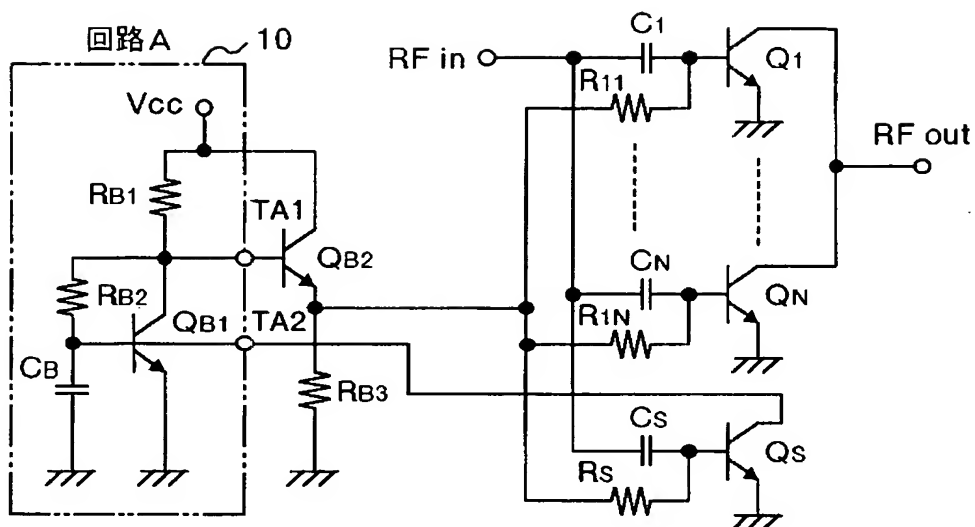 回路A
10
Vcc
RB1
TA1
QB2
RB2
QB1
TA2
CB
RB3
RF in
C1
R11
Q1
RF out
CN
R1N
QN
CS
RS
QS